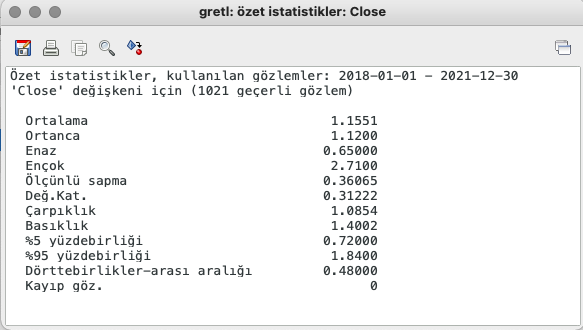 gretl: özet istatistikler: Close
Özet istatistikler, kullanılan gözlemler: 2018-01-01 - 2021-12-30
'Close' değişkeni için (1021 geçerli gözlem)
Ortalama 1.1551
Ortanca 1.1200
Enaz 0.65000
Ençok 2.7100
Ölçünlü sapma 0.36065
Değ.Kat. 0.31222
Çarpıklık 1.0854
Basıklık 1.4002
%5 yüzdebirliği 0.72000
%95 yüzdebirliği 1.8400
Dörttebirlikler-arası aralığı 0.48000
Kayıp göz. 0